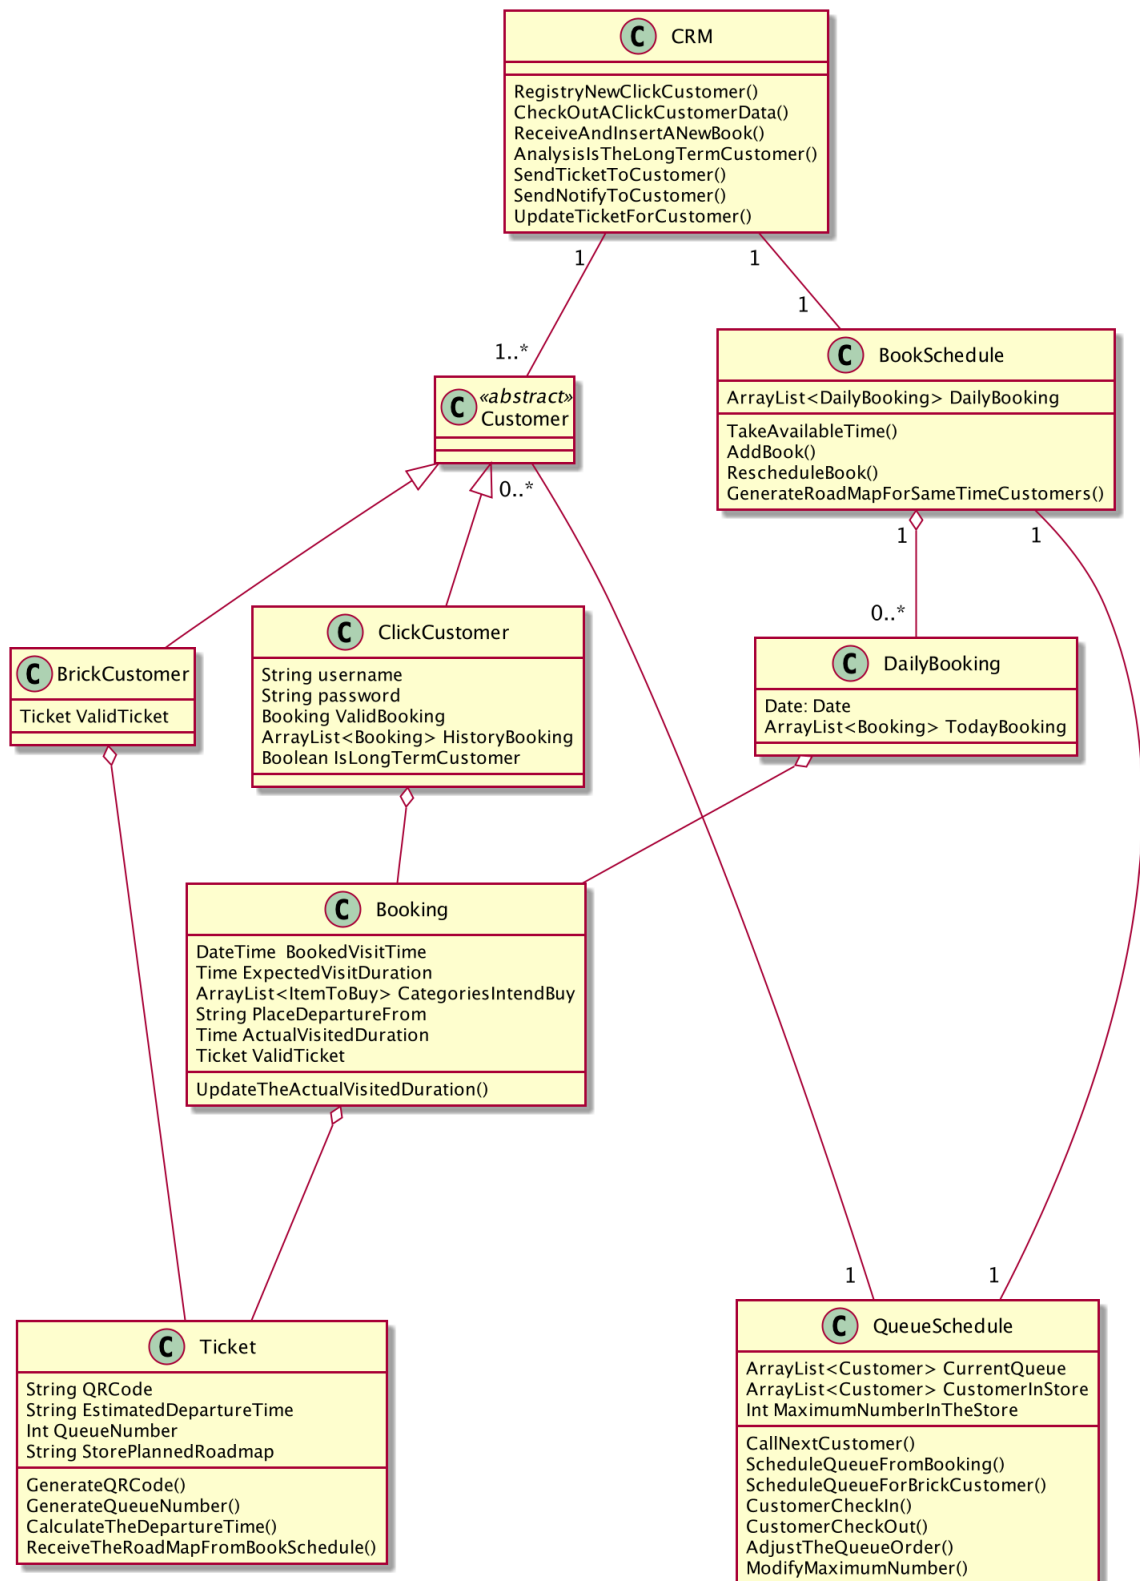 C CRM
RegistryNewClickCustomer()
CheckOutAClickCustomerData()
ReceiveAndInsertANewBook()
AnalysisIsTheLongTermCustomer()
SendTicketToCustomer()
SendNotifyToCustomer()
UpdateTicketForCustomer()
1
1
1
1..*
C BookSchedule
ArrayList<DailyBooking> DailyBooking
TakeAvailableTime()
AddBook()
RescheduleBook()
GenerateRoadMapForSameTimeCustomers()
C «abstract»
Customer
0..*
1
1
0..*
C ClickCustomer
String username
String password
Booking ValidBooking
ArrayList<Booking> HistoryBooking
Boolean IsLongTermCustomer
C BrickCustomer
Ticket ValidTicket
C DailyBooking
Date: Date
ArrayList<Booking> TodayBooking
C Booking
DateTime  BookedVisitTime
Time ExpectedVisitDuration
ArrayList<ItemToBuy> CategoriesIntendBuy
String PlaceDepartureFrom
Time ActualVisitedDuration
Ticket ValidTicket
UpdateTheActualVisitedDuration()
1
1
C Ticket
String QRCode
String EstimatedDepartureTime
Int QueueNumber
String StorePlannedRoadmap
GenerateQRCode()
GenerateQueueNumber()
CalculateTheDepartureTime()
ReceiveTheRoadMapFromBookSchedule()
C QueueSchedule
ArrayList<Customer> CurrentQueue
ArrayList<Customer> CustomerInStore
Int MaximumNumberInTheStore
CallNextCustomer()
ScheduleQueueFromBooking()
ScheduleQueueForBrickCustomer()
CustomerCheckIn()
CustomerCheckOut()
AdjustTheQueueOrder()
ModifyMaximumNumber()